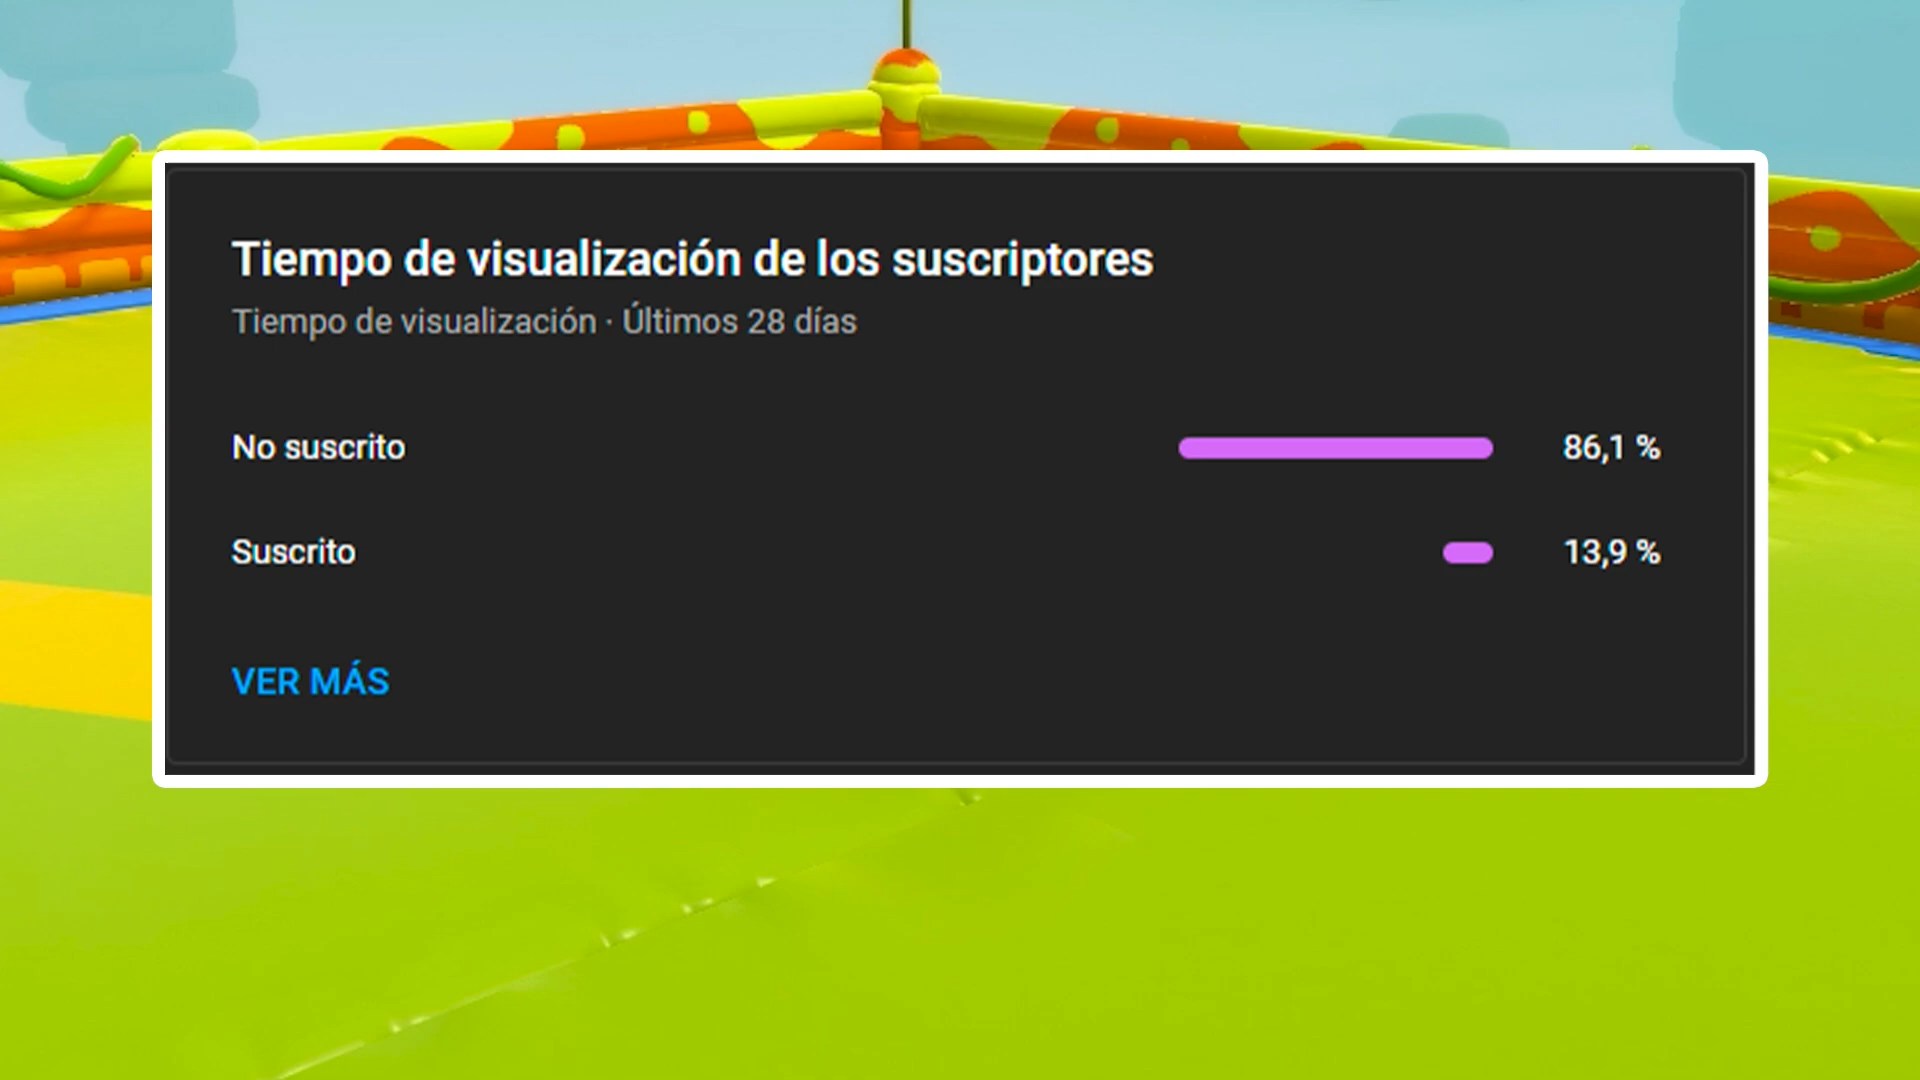 Tiempo de visualización de los suscriptores
Tiempo de visualización · Últimos 28 días
No suscrito 86,1 %
Suscrito 13,9 %
VER MÁS